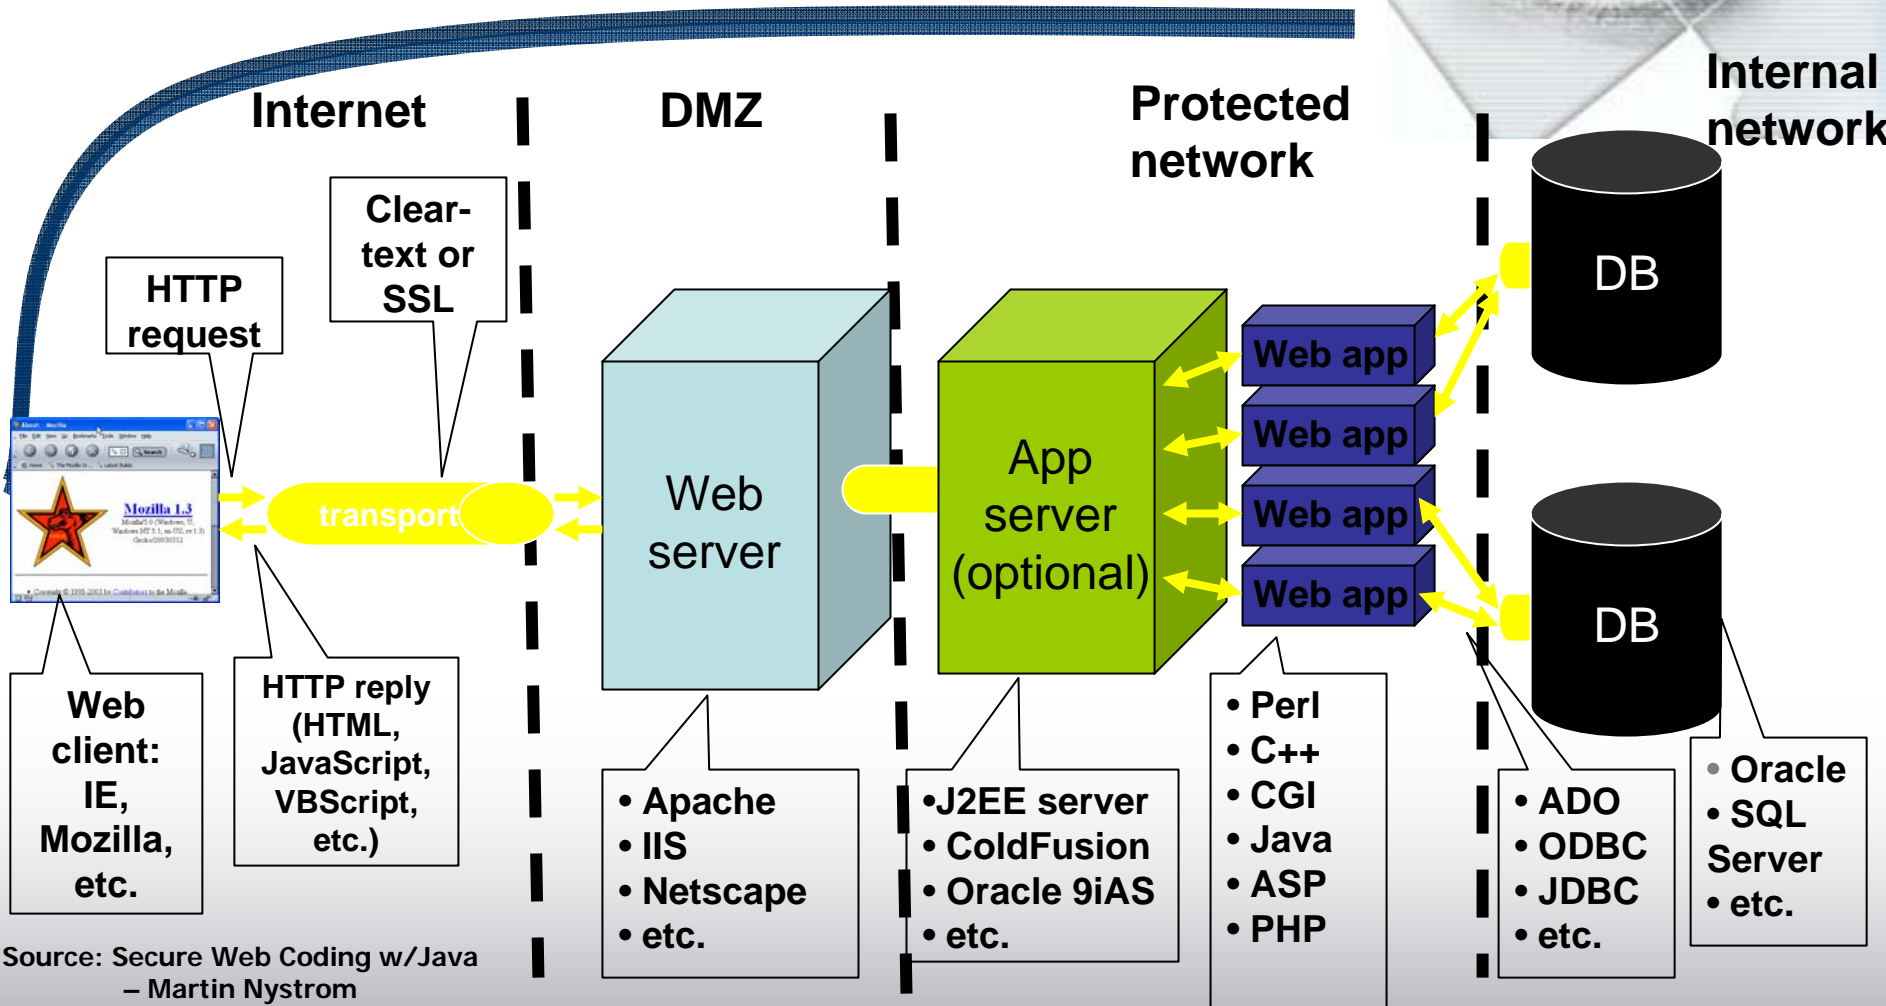 Internet
DMZ
Protected
network
Internal
network
Clear-
text or
SSL
HTTP
request
transport
Mozilla 1.3
Web
server
App
server
(optional)
Web app
Web app
Web app
Web app
DB
DB
Web
client:
IE,
Mozilla,
etc.
HTTP reply
(HTML,
JavaScript,
VBScript,
etc.)
• Apache
• IIS
• Netscape
• etc.
•J2EE server
• ColdFusion
• Oracle 9iAS
• etc.
• Perl
• C++
• CGI
• Java
• ASP
• PHP
• ADO
• ODBC
• JDBC
• etc.
• Oracle
• SQL
Server
• etc.
Source: Secure Web Coding w/Java
– Martin Nystrom